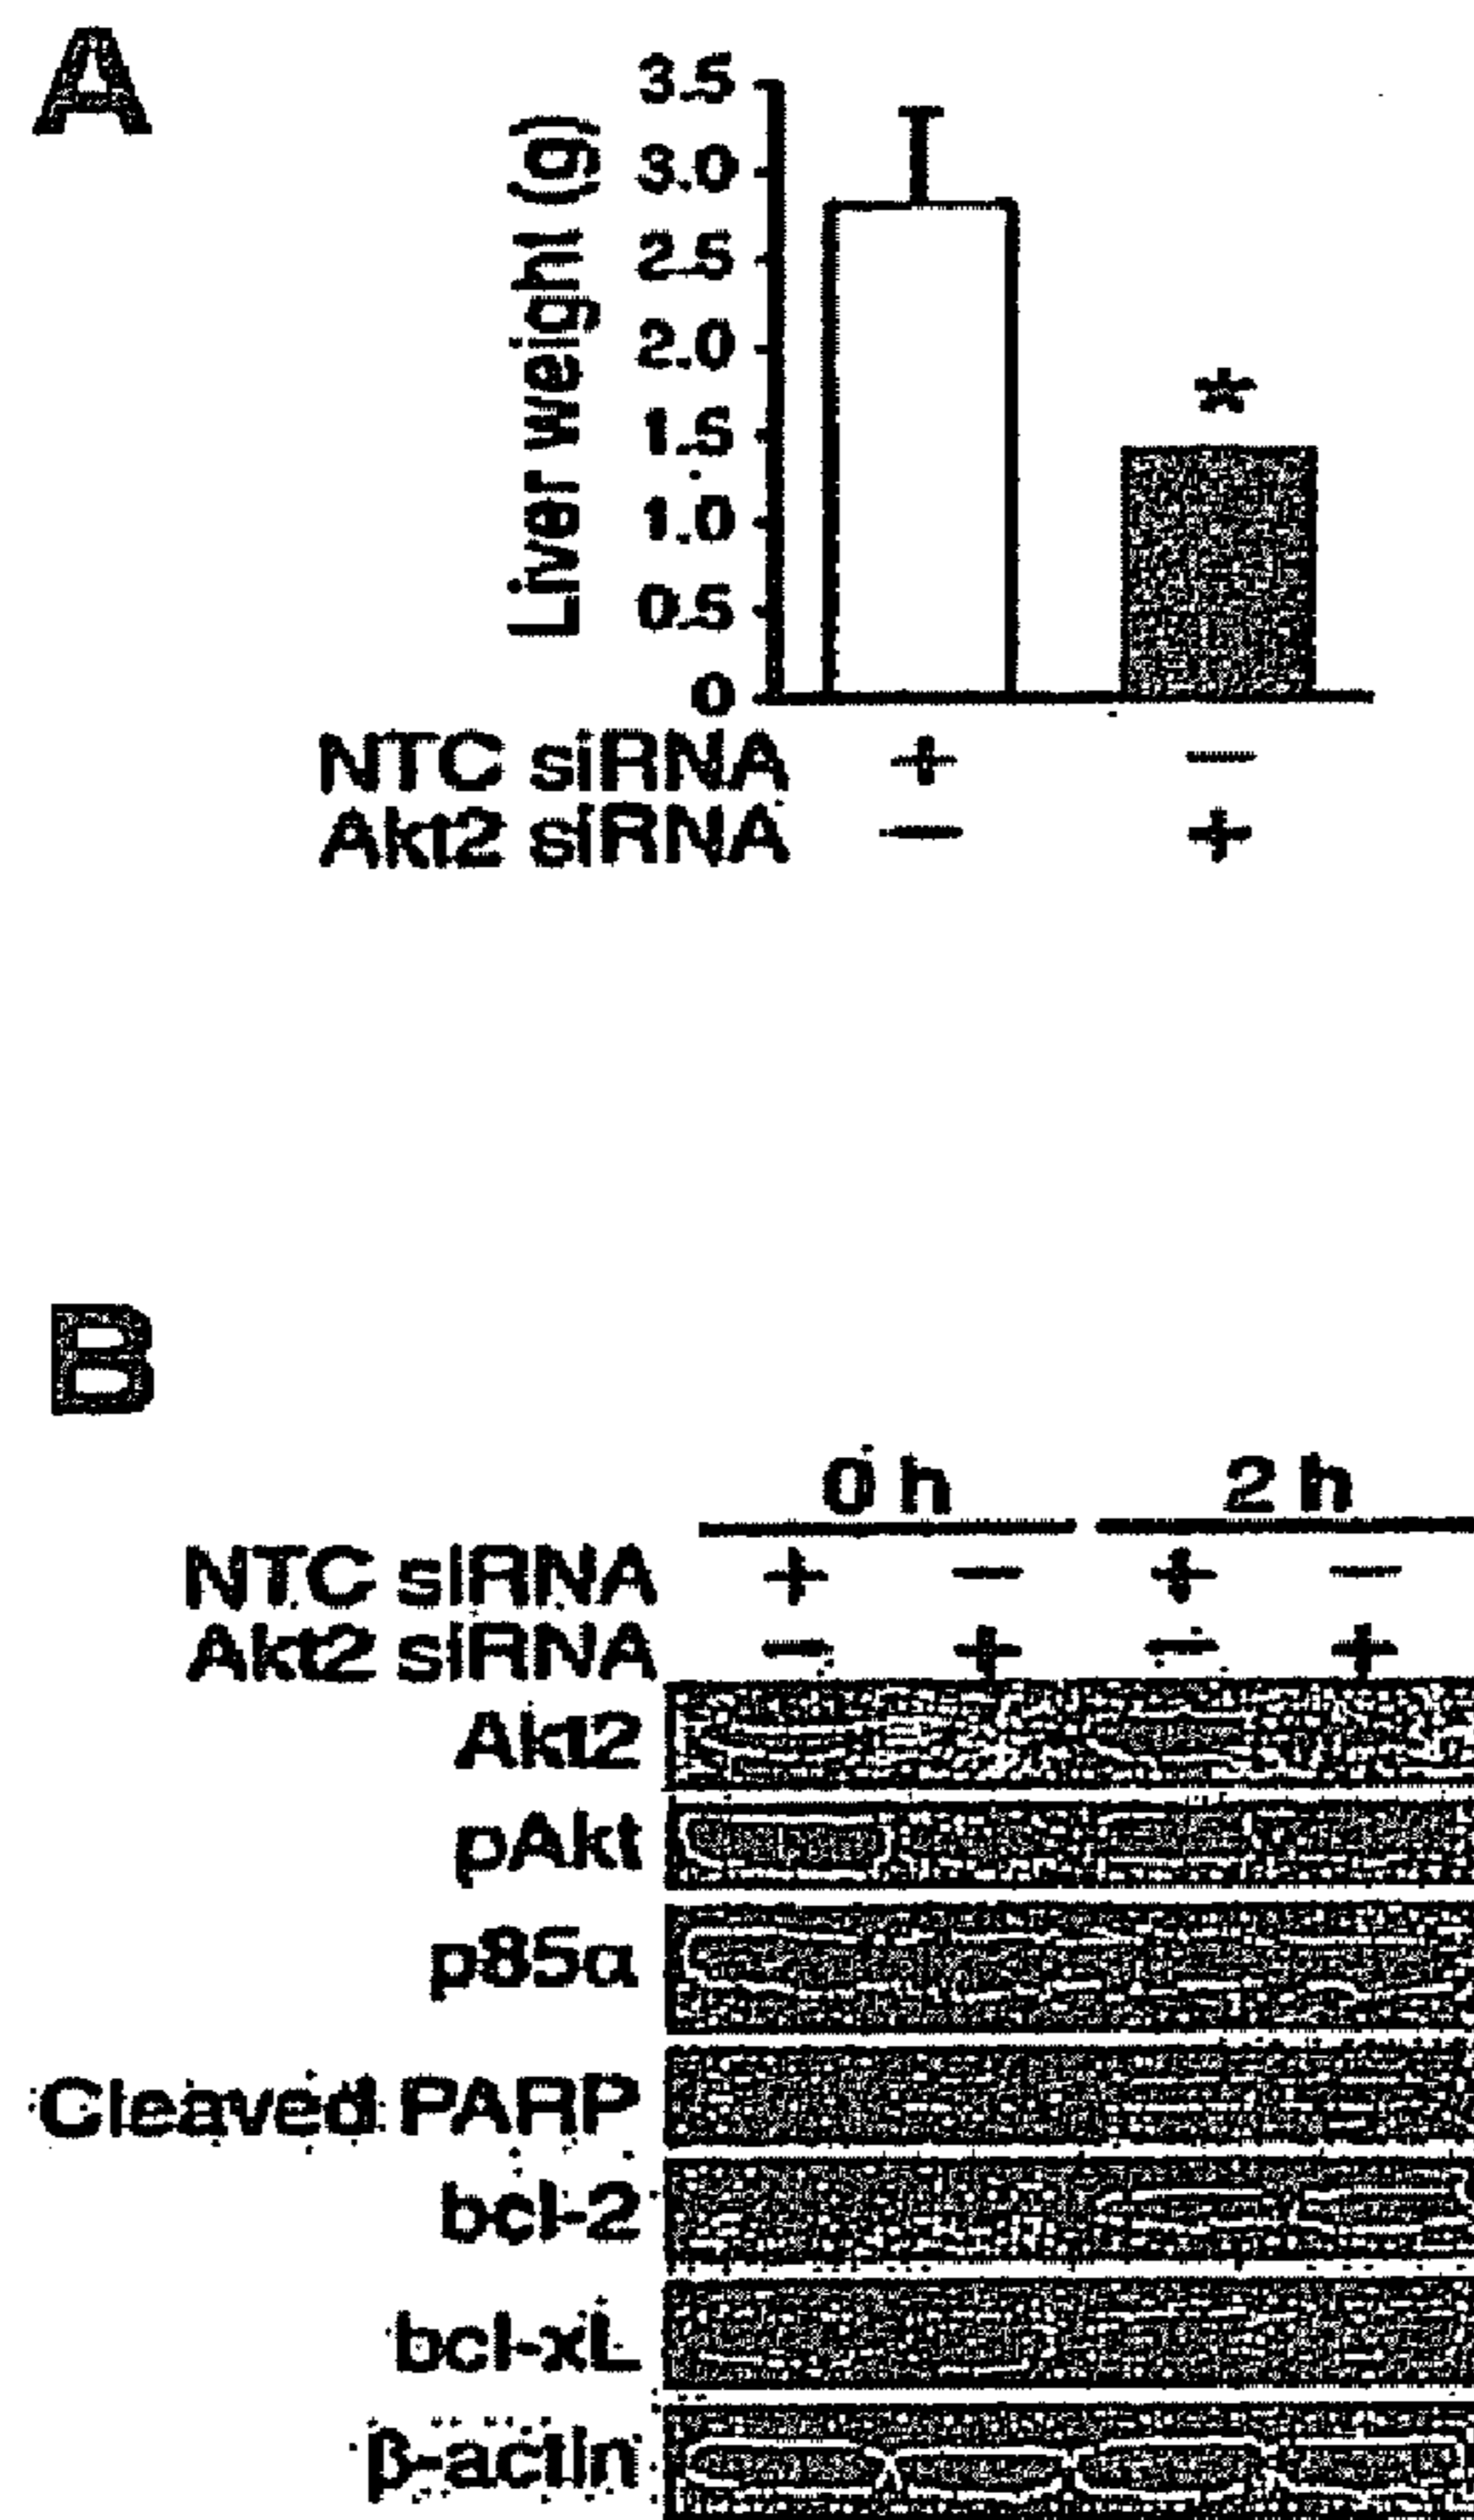 A
Liver weight (g)
3.5
3.0
2.5
2.0
1.5
1.0
0.5
0
*
NTC siRNA + −
Akt2 siRNA − +
B
0 h 2 h
NTC siRNA + − + −
Akt2 siRNA − + − +
Akt2
pAkt
p85α
Cleaved PARP
bcl-2
bcl-xL
β-actin